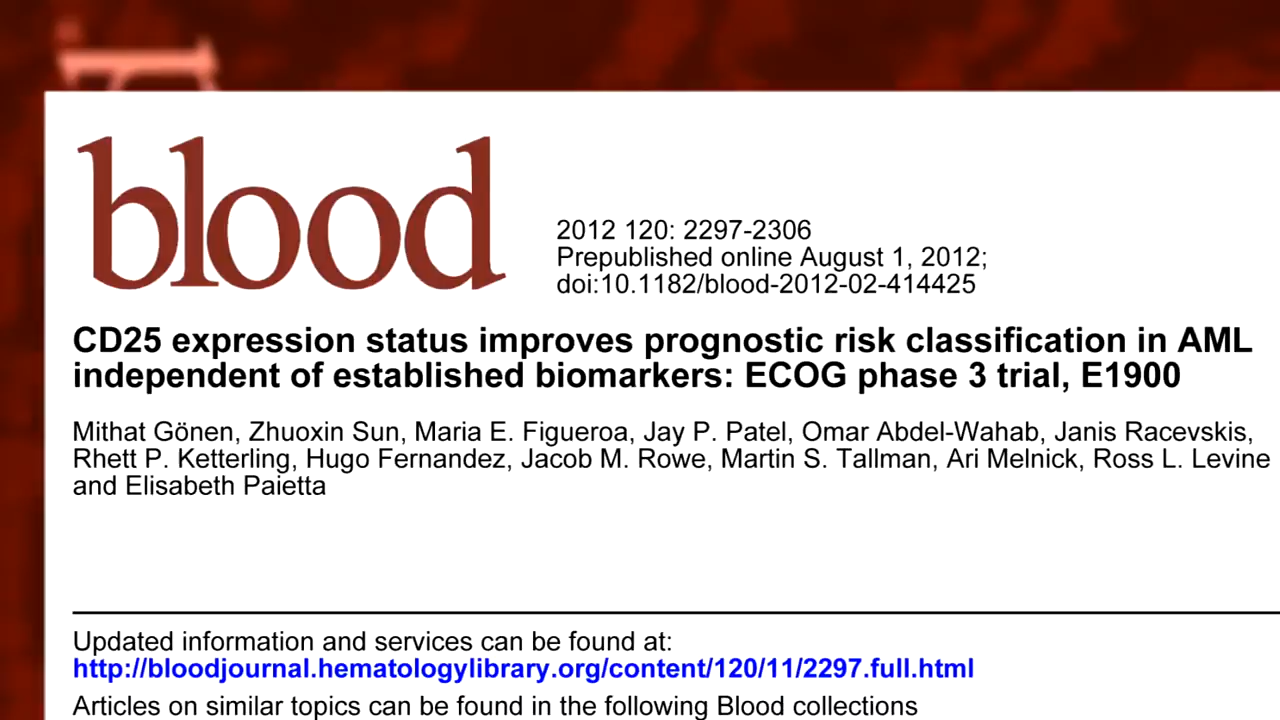 blood
2012 120: 2297-2306
Prepublished online August 1, 2012;
doi:10.1182/blood-2012-02-414425
CD25 expression status improves prognostic risk classification in AML
independent of established biomarkers: ECOG phase 3 trial, E1900
Mithat Gönen, Zhuoxin Sun, Maria E. Figueroa, Jay P. Patel, Omar Abdel-Wahab, Janis Racevskis,
Rhett P. Ketterling, Hugo Fernandez, Jacob M. Rowe, Martin S. Tallman, Ari Melnick, Ross L. Levine
and Elisabeth Paietta
Updated information and services can be found at:
http://bloodjournal.hematologylibrary.org/content/120/11/2297.full.html
Articles on similar topics can be found in the following Blood collections